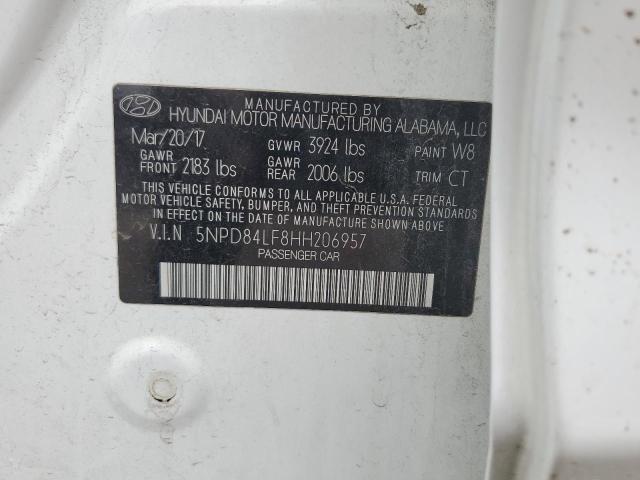 MANUFACTURED BY
HYUNDAI MOTOR MANUFACTURING ALABAMA, LLC
Mar/20/17 GVWR 3924 lbs PAINT W8
GAWR FRONT 2183 lbs GAWR REAR 2006 lbs TRIM CT
THIS VEHICLE CONFORMS TO ALL APPLICABLE U.S.A. FEDERAL
MOTOR VEHICLE SAFETY, BUMPER, AND THEFT PREVENTION STANDARDS
IN EFFECT ON THE DATE OF MANUFACTURE SHOWN ABOVE.
V.I.N 5NPD84LF8HH206957
PASSENGER CAR